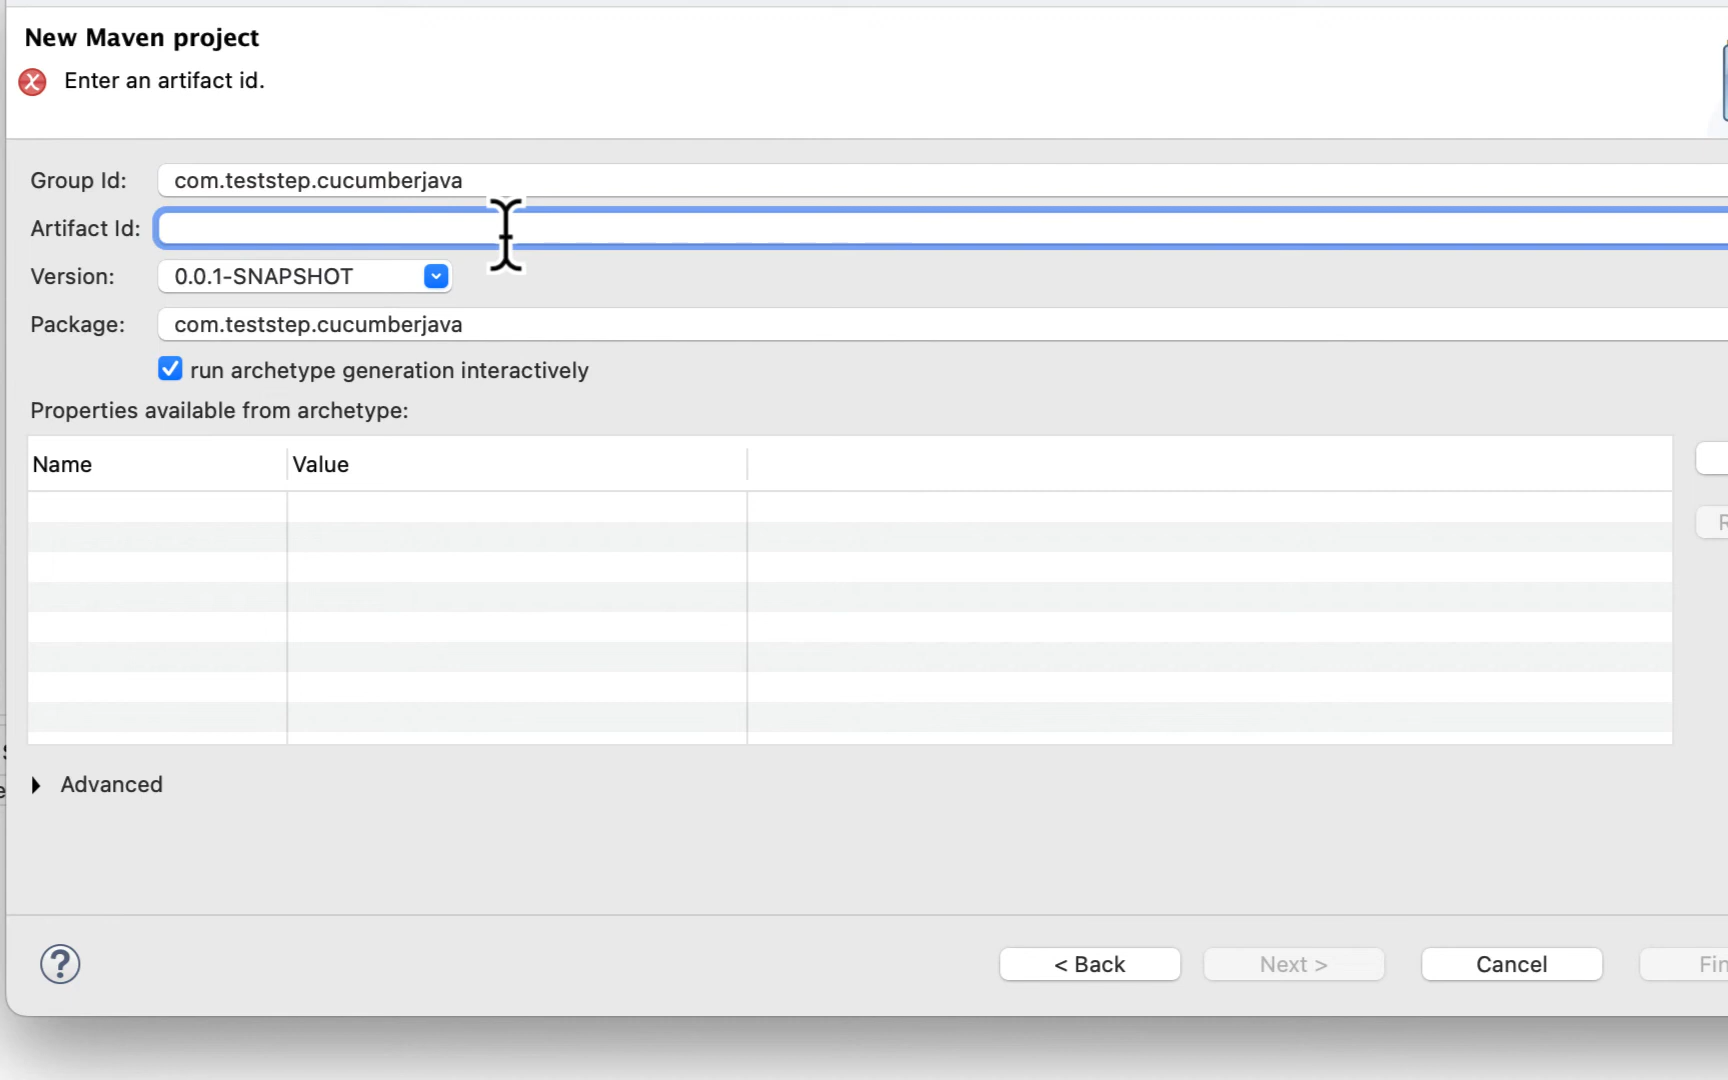 New Maven project
Enter an artifact id.
Group Id: com.teststep.cucumberjava
Artifact Id:
Version: 0.0.1-SNAPSHOT
Package: com.teststep.cucumberjava
run archetype generation interactively
Properties available from archetype:
Name Value
Advanced
? < Back Next > Cancel